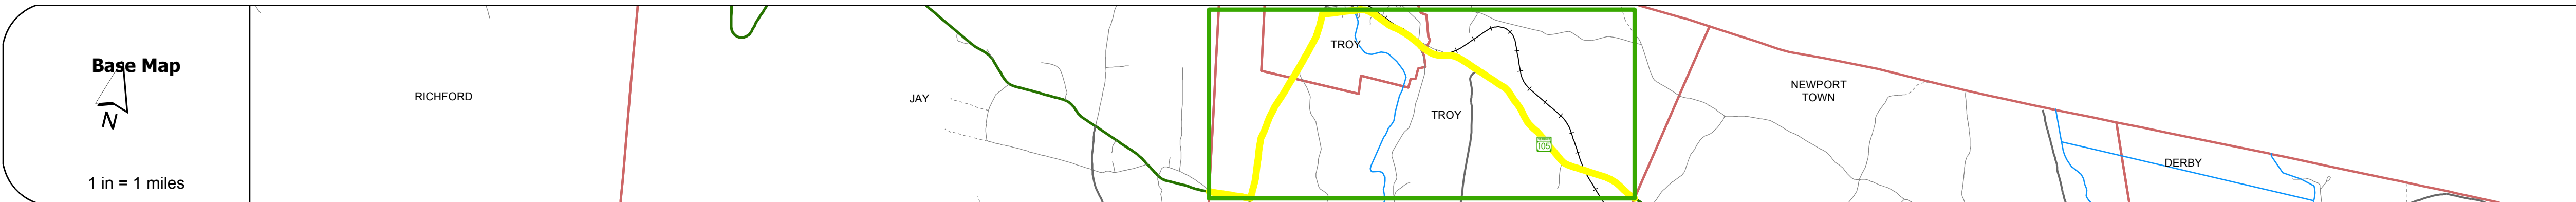 Base Map
N
1 in = 1 miles
RICHFORD
JAY
TROY
TROY
105
NEWPORT
TOWN
DERBY